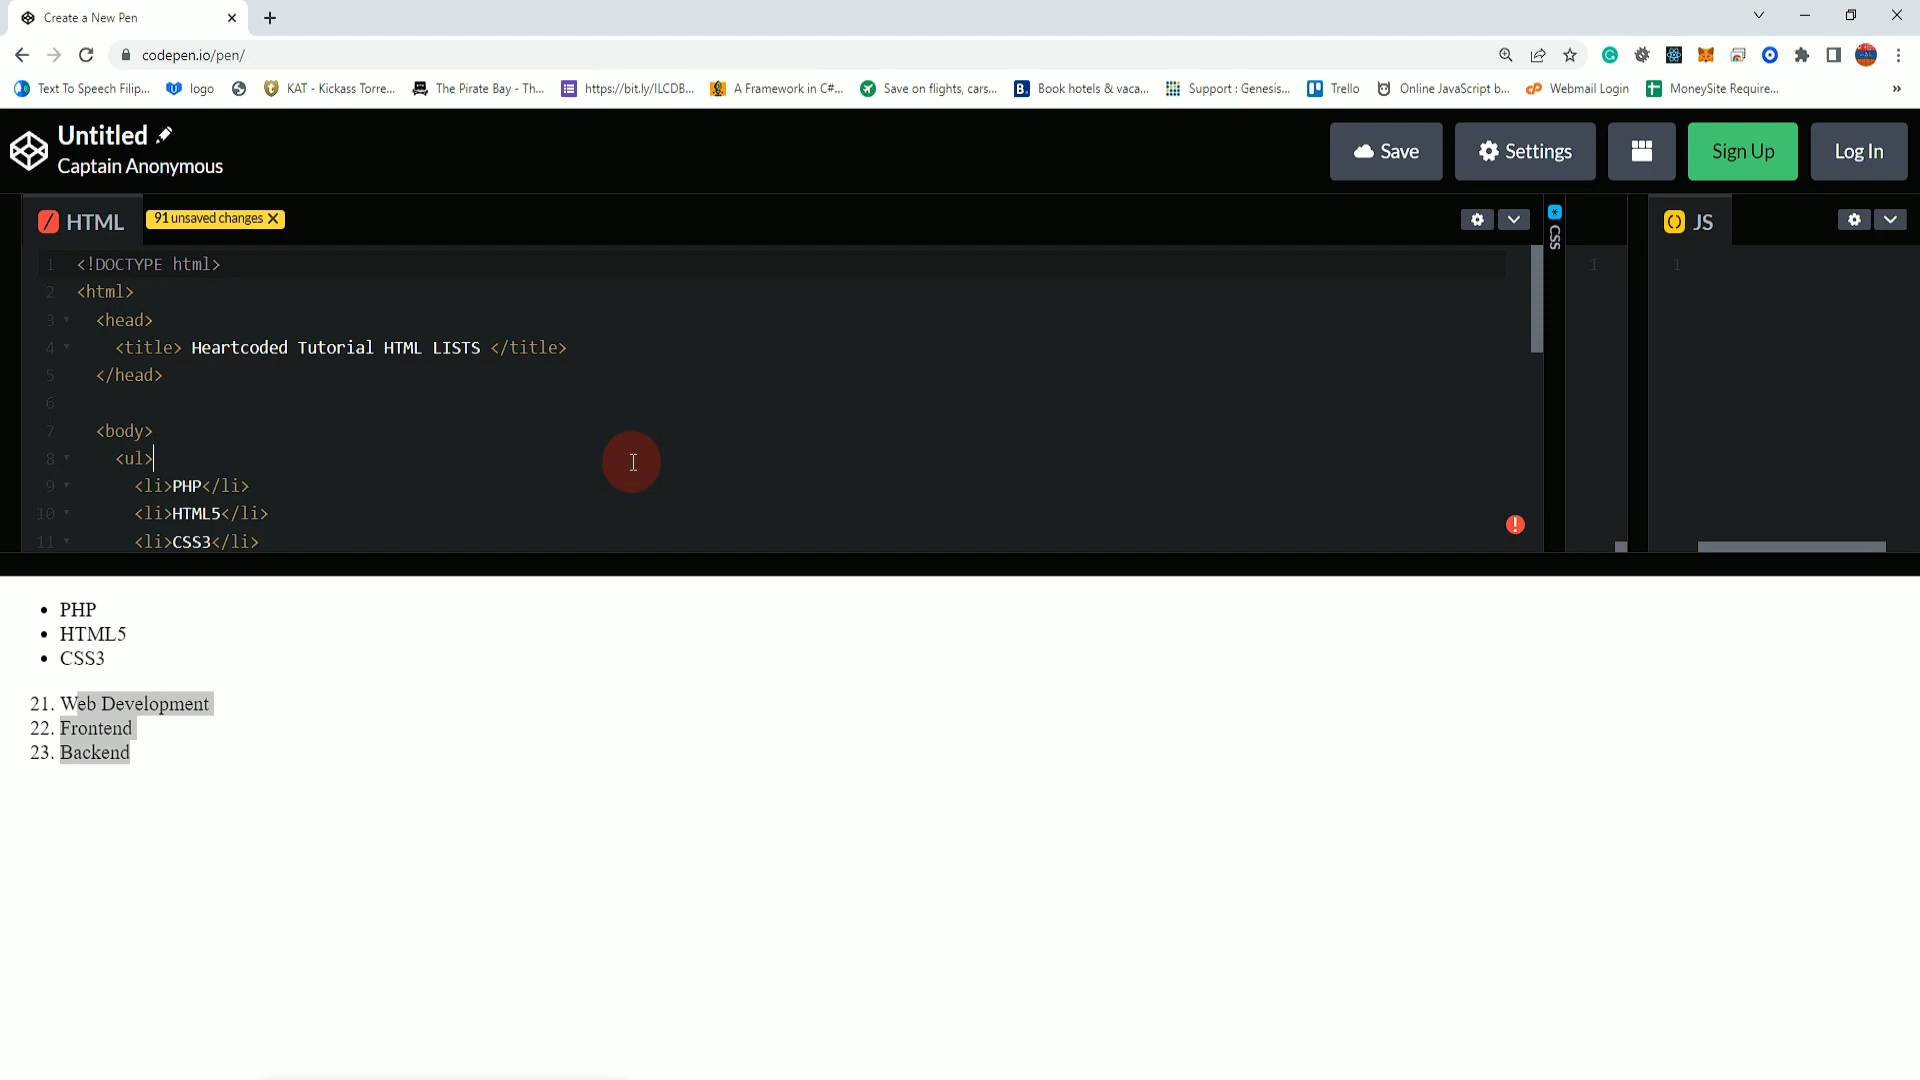 Create a New Pen
codepen.io/pen/
Text To Speech Filip... logo KAT - Kickass Torre... The Pirate Bay - Th... https://bit.ly/ILCDB... A Framework in C#... Save on flights, cars... B. Book hotels & vaca... Support : Genesis... Trello Online JavaScript b... cP Webmail Login MoneySite Require... »
Untitled
Captain Anonymous
Save Settings Sign Up Log In
HTML 91 unsaved changes CSS JS
1 <!DOCTYPE html> 1 1
2 <html>
3 <head>
4 <title> Heartcoded Tutorial HTML LISTS </title>
5 </head>
6
7 <body>
8 <ul>
9 <li>PHP</li>
10 <li>HTML5</li>
11 <li>CSS3</li>
• PHP
• HTML5
• CSS3
21. Web Development
22. Frontend
23. Backend